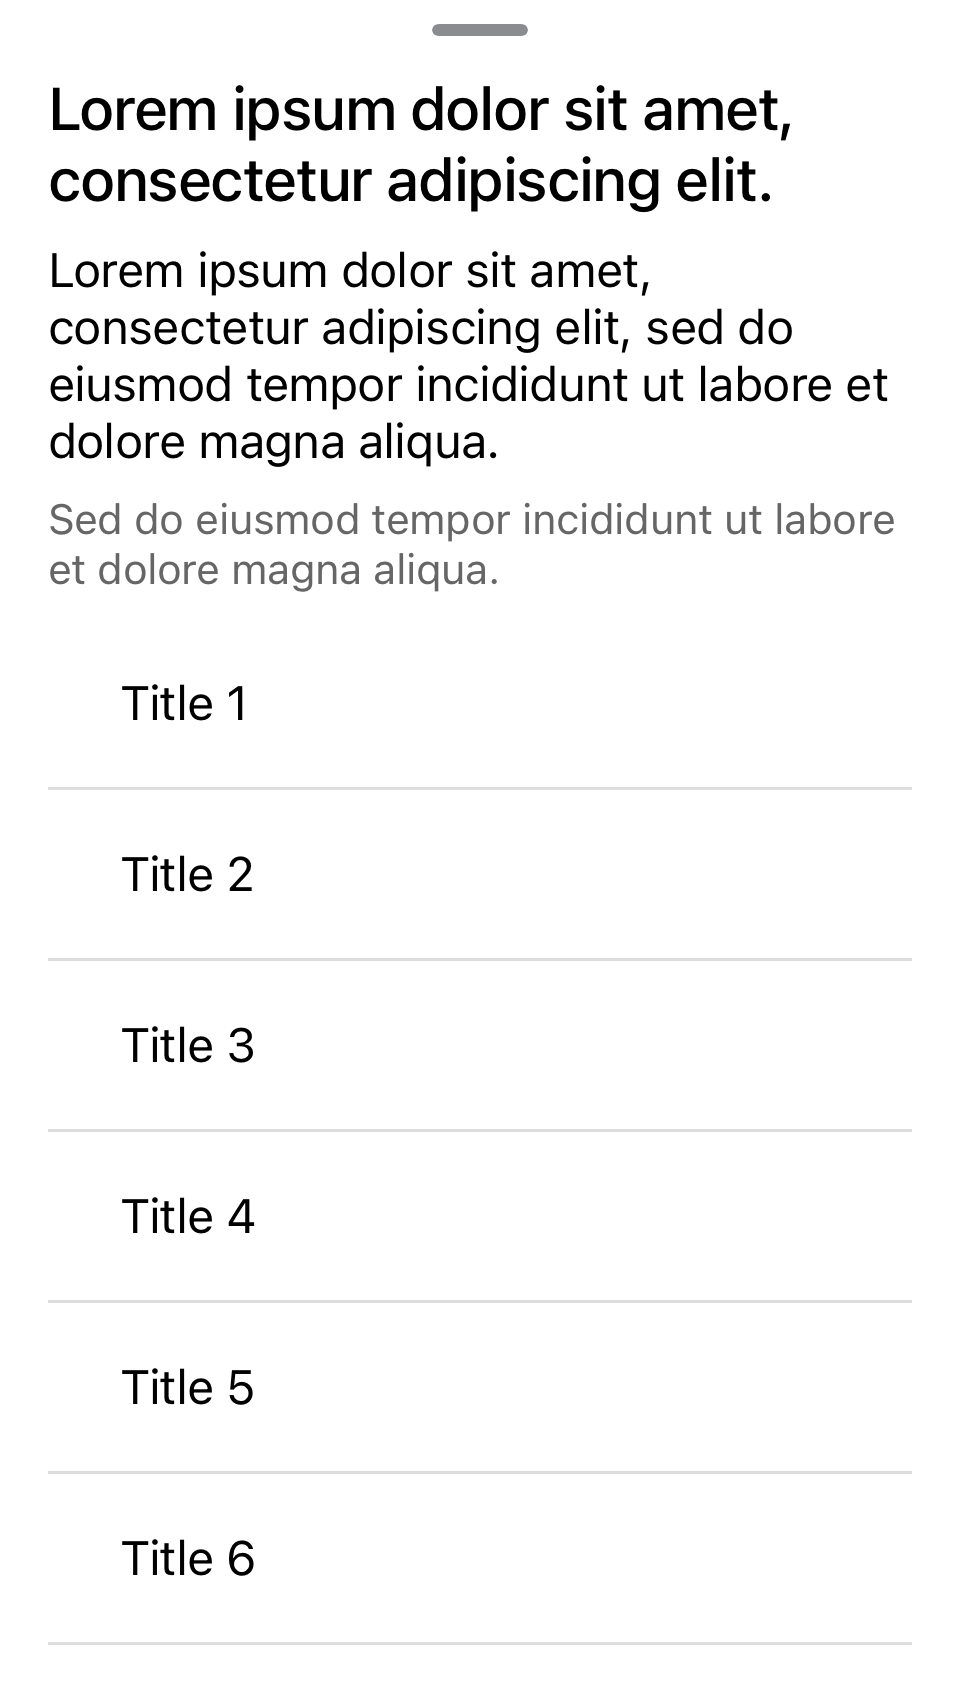 Lorem ipsum dolor sit amet,
consectetur adipiscing elit.
Lorem ipsum dolor sit amet,
consectetur adipiscing elit, sed do
eiusmod tempor incididunt ut labore et
dolore magna aliqua.
Sed do eiusmod tempor incididunt ut labore
et dolore magna aliqua.
Title 1
Title 2
Title 3
Title 4
Title 5
Title 6